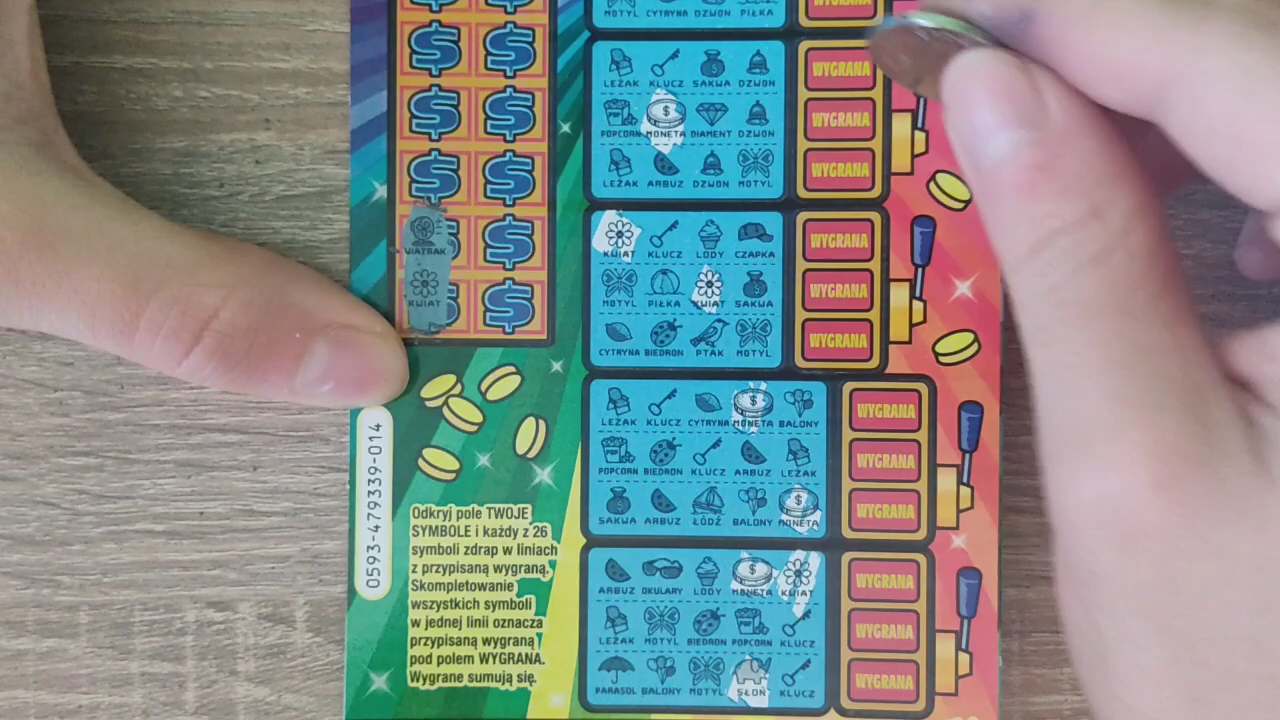 MOTYL CYTRYNA DZWON PIŁKA
WYGRANA
LEŻAK KLUCZ SAKWA DZWON
WYGRANA
POPCORN MONETA DIAMENT DZWON
WYGRANA
LEŻAK ARBUZ DZWON MOTYL
WYGRANA
WIATRAK
KWIAT
KWIAT KLUCZ LODY CZAPKA
WYGRANA
MOTYL PIŁKA KWIAT SAKWA
WYGRANA
CYTRYNA BIEDRON PTAK MOTYL
WYGRANA
LEŻAK KLUCZ CYTRYNA MONETA BALONY
WYGRANA
POPCORN BIEDRON KLUCZ ARBUZ LEŻAK
WYGRANA
SAKWA ARBUZ ŁÓDŹ BALONY MONETA
WYGRANA
ARBUZ OKULARY LODY MONETA KWIAT
WYGRANA
LEŻAK MOTYL BIEDRON POPCORN KLUCZ
WYGRANA
PARASOL BALONY MOTYL SŁOŃ KLUCZ
WYGRANA
0593-479339-014
Odkryj pole TWOJE
SYMBOLE i każdy z 26
symboli zdrap w liniach
z przypisaną wygraną.
Skompletowanie
wszystkich symboli
w jednej linii oznacza
przypisaną wygraną
pod polem WYGRANA.
Wygrane sumują się.